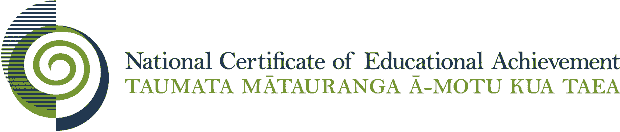 National Certificate of Educational Achievement
TAUMATA MĀTAURANGA Ā-MOTU KUA TAEA